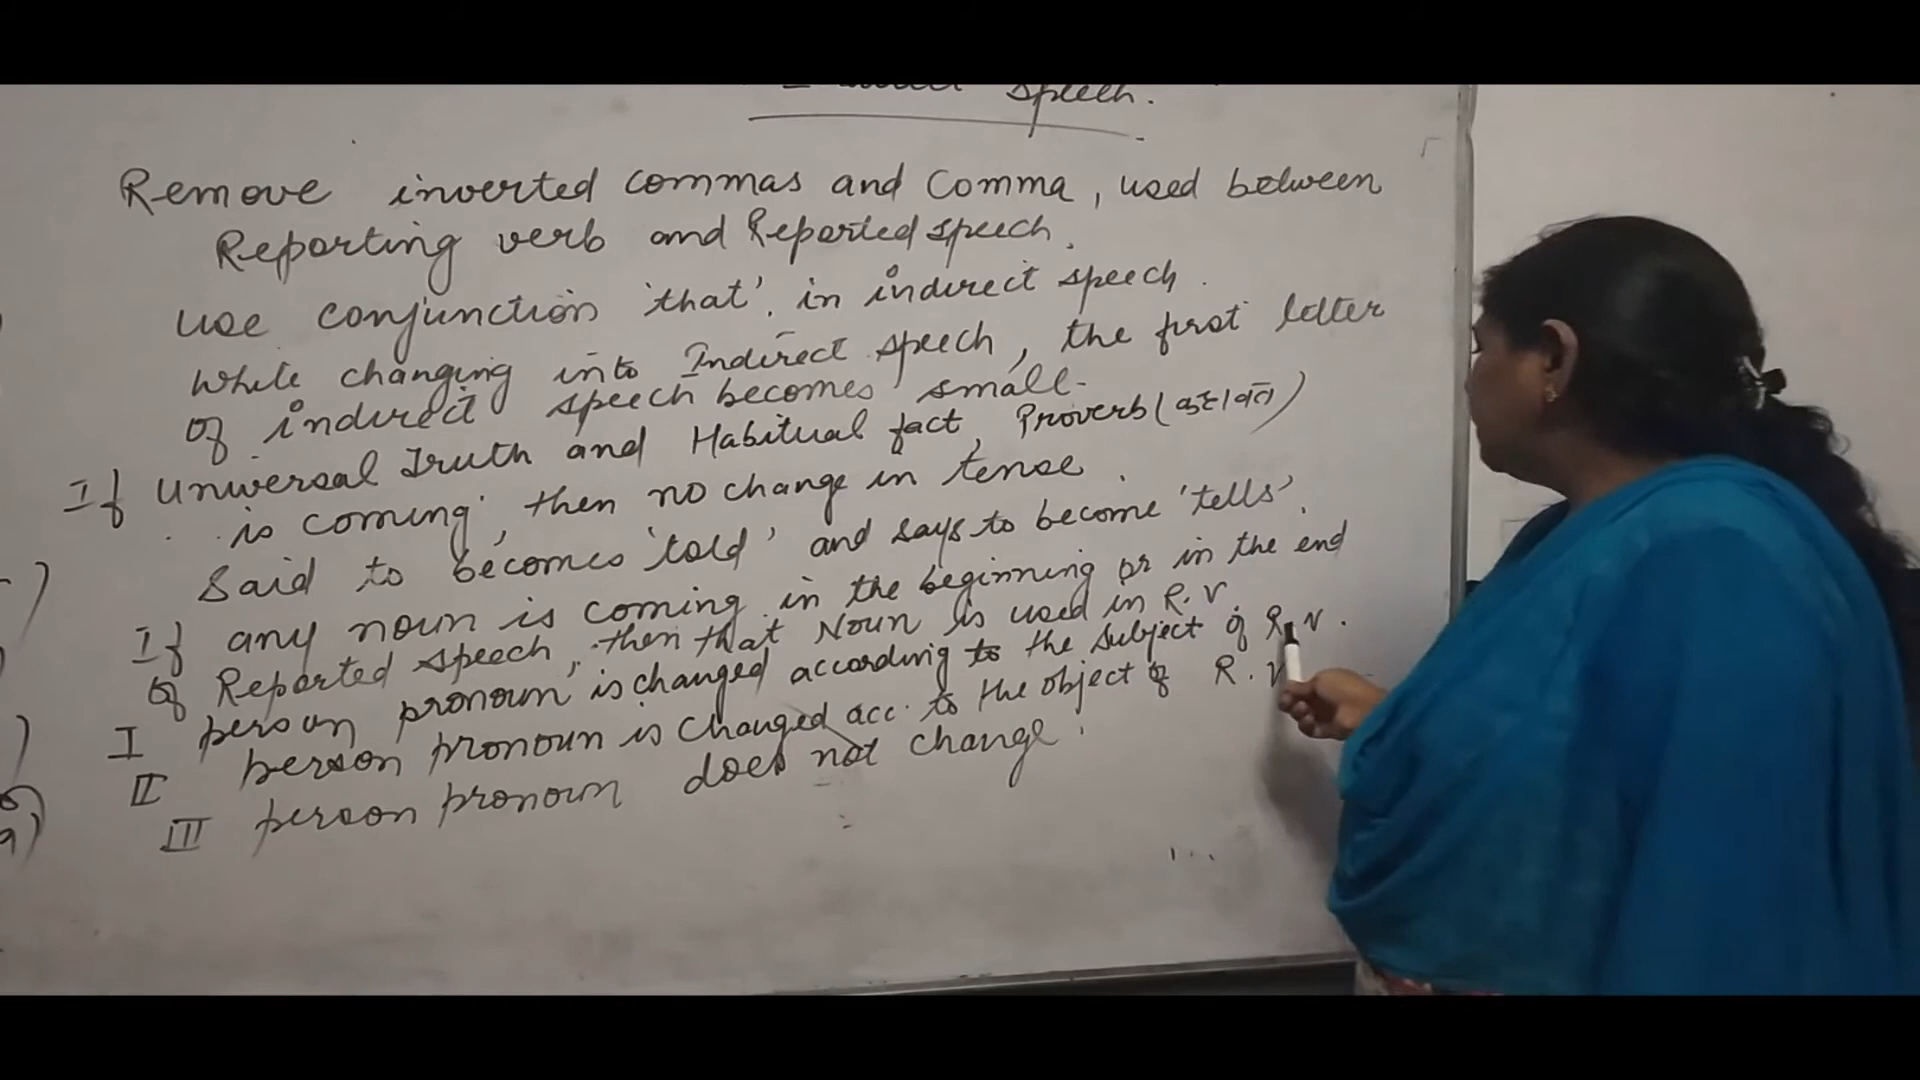 speech.
Remove inverted commas and Comma, used between
Reporting verb and Reported speech.
use conjunction 'that' in indirect speech.
While changing into Indirect speech, the first letter
of indirect speech becomes small.
If Universal Truth and Habitual fact, Proverb (कहावत)
is coming, then no change in tense.
Said to becomes 'told' and says to become 'tells'.
If any noun is coming in the beginning or in the end
of Reported speech, then that Noun is used in R.V.
I person pronoun is changed according to the subject of R.V.
II person pronoun is changed acc. to the object of R.V
III person pronoun does not change.